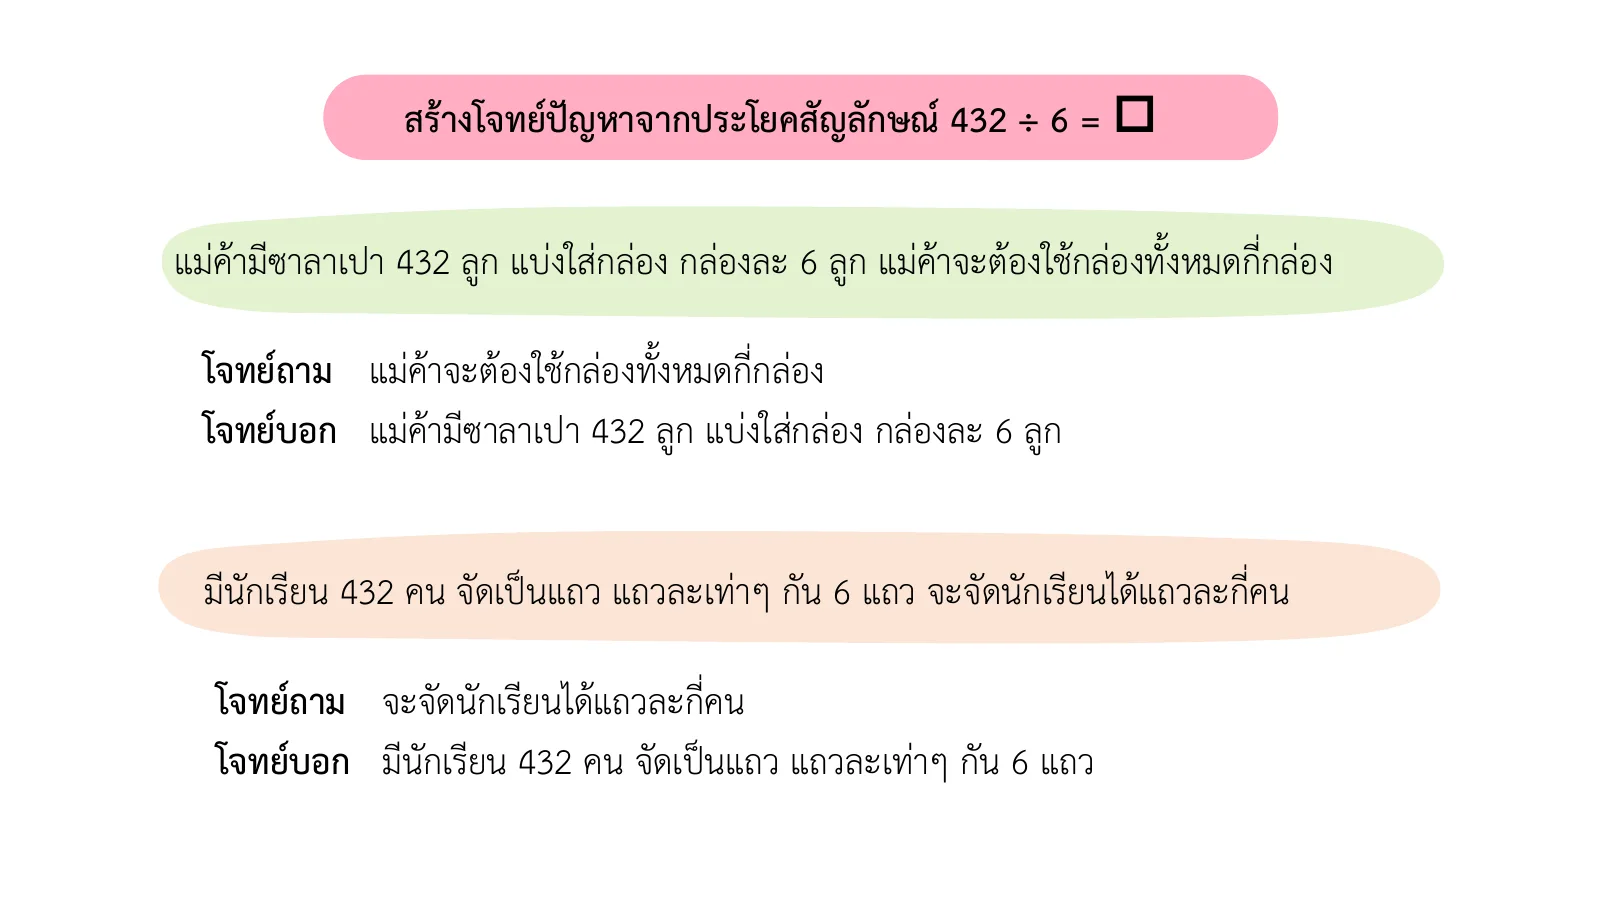 สร้างโจทย์ปัญหาจากประโยคสัญลักษณ์ 432 ÷ 6 = □
แม่ค้ามีซาลาเปา 432 ลูก แบ่งใส่กล่อง กล่องละ 6 ลูก แม่ค้าจะต้องใช้กล่องทั้งหมดกี่กล่อง
โจทย์ถาม แม่ค้าจะต้องใช้กล่องทั้งหมดกี่กล่อง
โจทย์บอก แม่ค้ามีซาลาเปา 432 ลูก แบ่งใส่กล่อง กล่องละ 6 ลูก
มีนักเรียน 432 คน จัดเป็นแถว แถวละเท่าๆ กัน 6 แถว จะจัดนักเรียนได้แถวละกี่คน
โจทย์ถาม จะจัดนักเรียนได้แถวละกี่คน
โจทย์บอก มีนักเรียน 432 คน จัดเป็นแถว แถวละเท่าๆ กัน 6 แถว